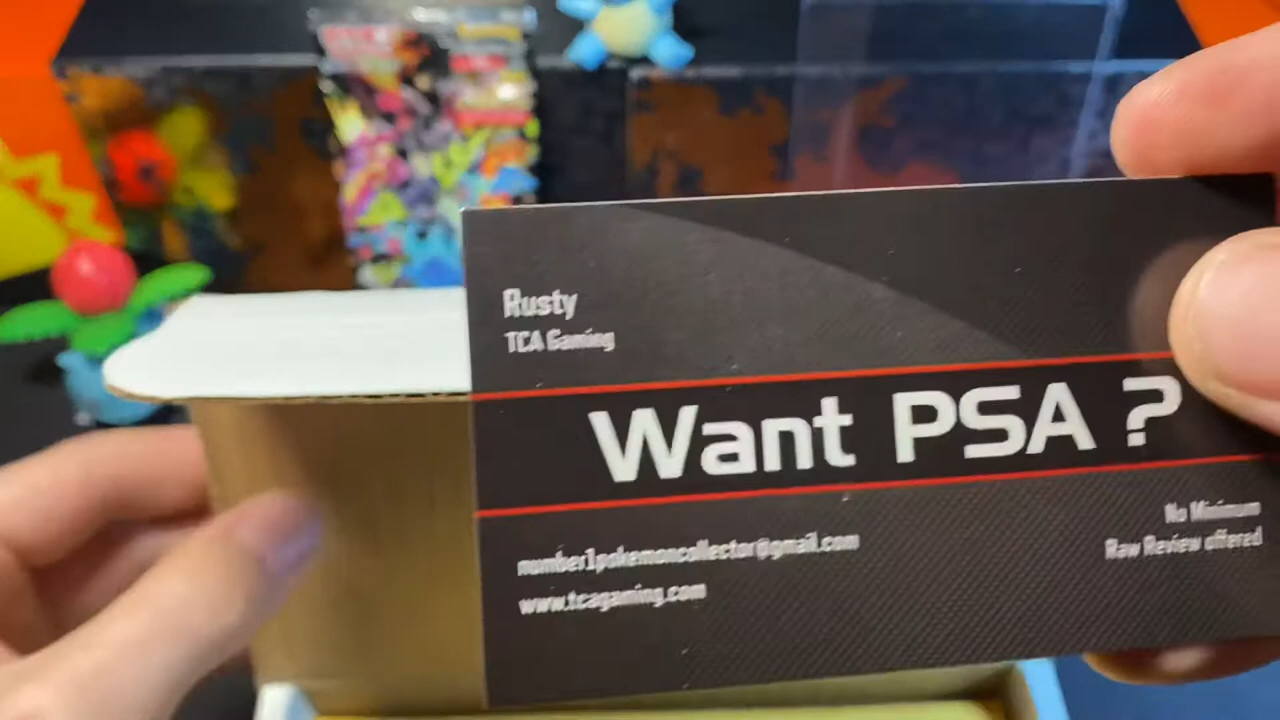 Rusty
TCA Gaming
Want PSA ?
number1pokemoncollector@gmail.com
www.tcagaming.com
No Minimum
Raw Review offered